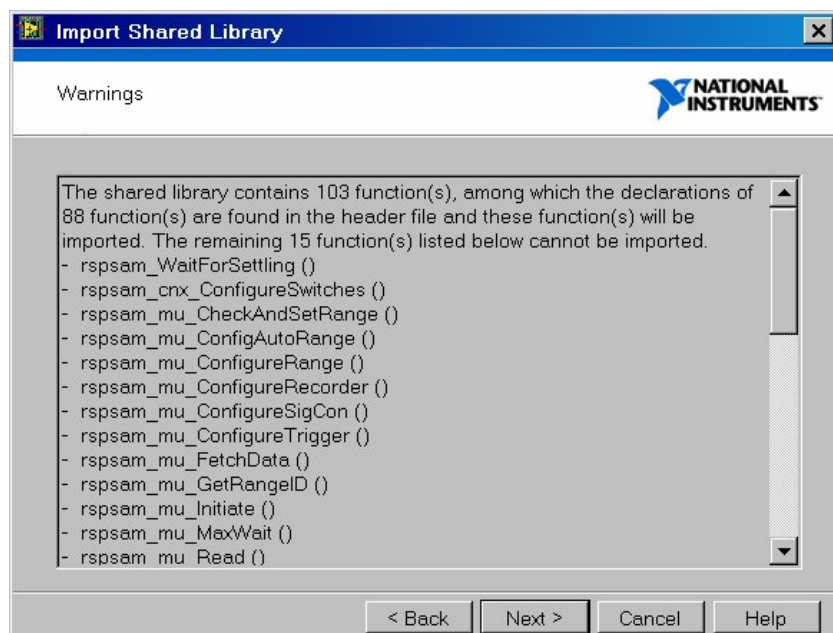 Import Shared Library
Warnings
NATIONAL
INSTRUMENTS
The shared library contains 103 function(s), among which the declarations of
88 function(s) are found in the header file and these function(s) will be
imported. The remaining 15 function(s) listed below cannot be imported.
- rspsam_WaitForSettling ()
- rspsam_cnx_ConfigureSwitches ()
- rspsam_mu_CheckAndSetRange ()
- rspsam_mu_ConfigAutoRange ()
- rspsam_mu_ConfigureRange ()
- rspsam_mu_ConfigureRecorder ()
- rspsam_mu_ConfigureSigCon ()
- rspsam_mu_ConfigureTrigger ()
- rspsam_mu_FetchData ()
- rspsam_mu_GetRangeID ()
- rspsam_mu_Initiate ()
- rspsam_mu_MaxWait ()
- rspsam_mu_Read ()
< Back
Next >
Cancel
Help